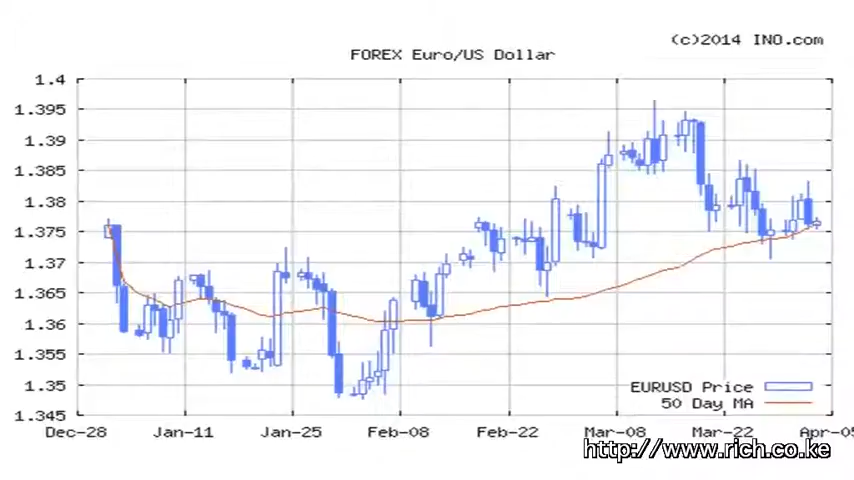 (c)2014 INO.com
FOREX Euro/US Dollar
1.4
1.395
1.39
1.385
1.38
1.375
1.37
1.365
1.36
1.355
1.35
1.345
EURUSD Price
50 Day MA
Dec-28 Jan-11 Jan-25 Feb-08 Feb-22 Mar-08 Mar-22 Apr-05
http://www.rich.co.ke